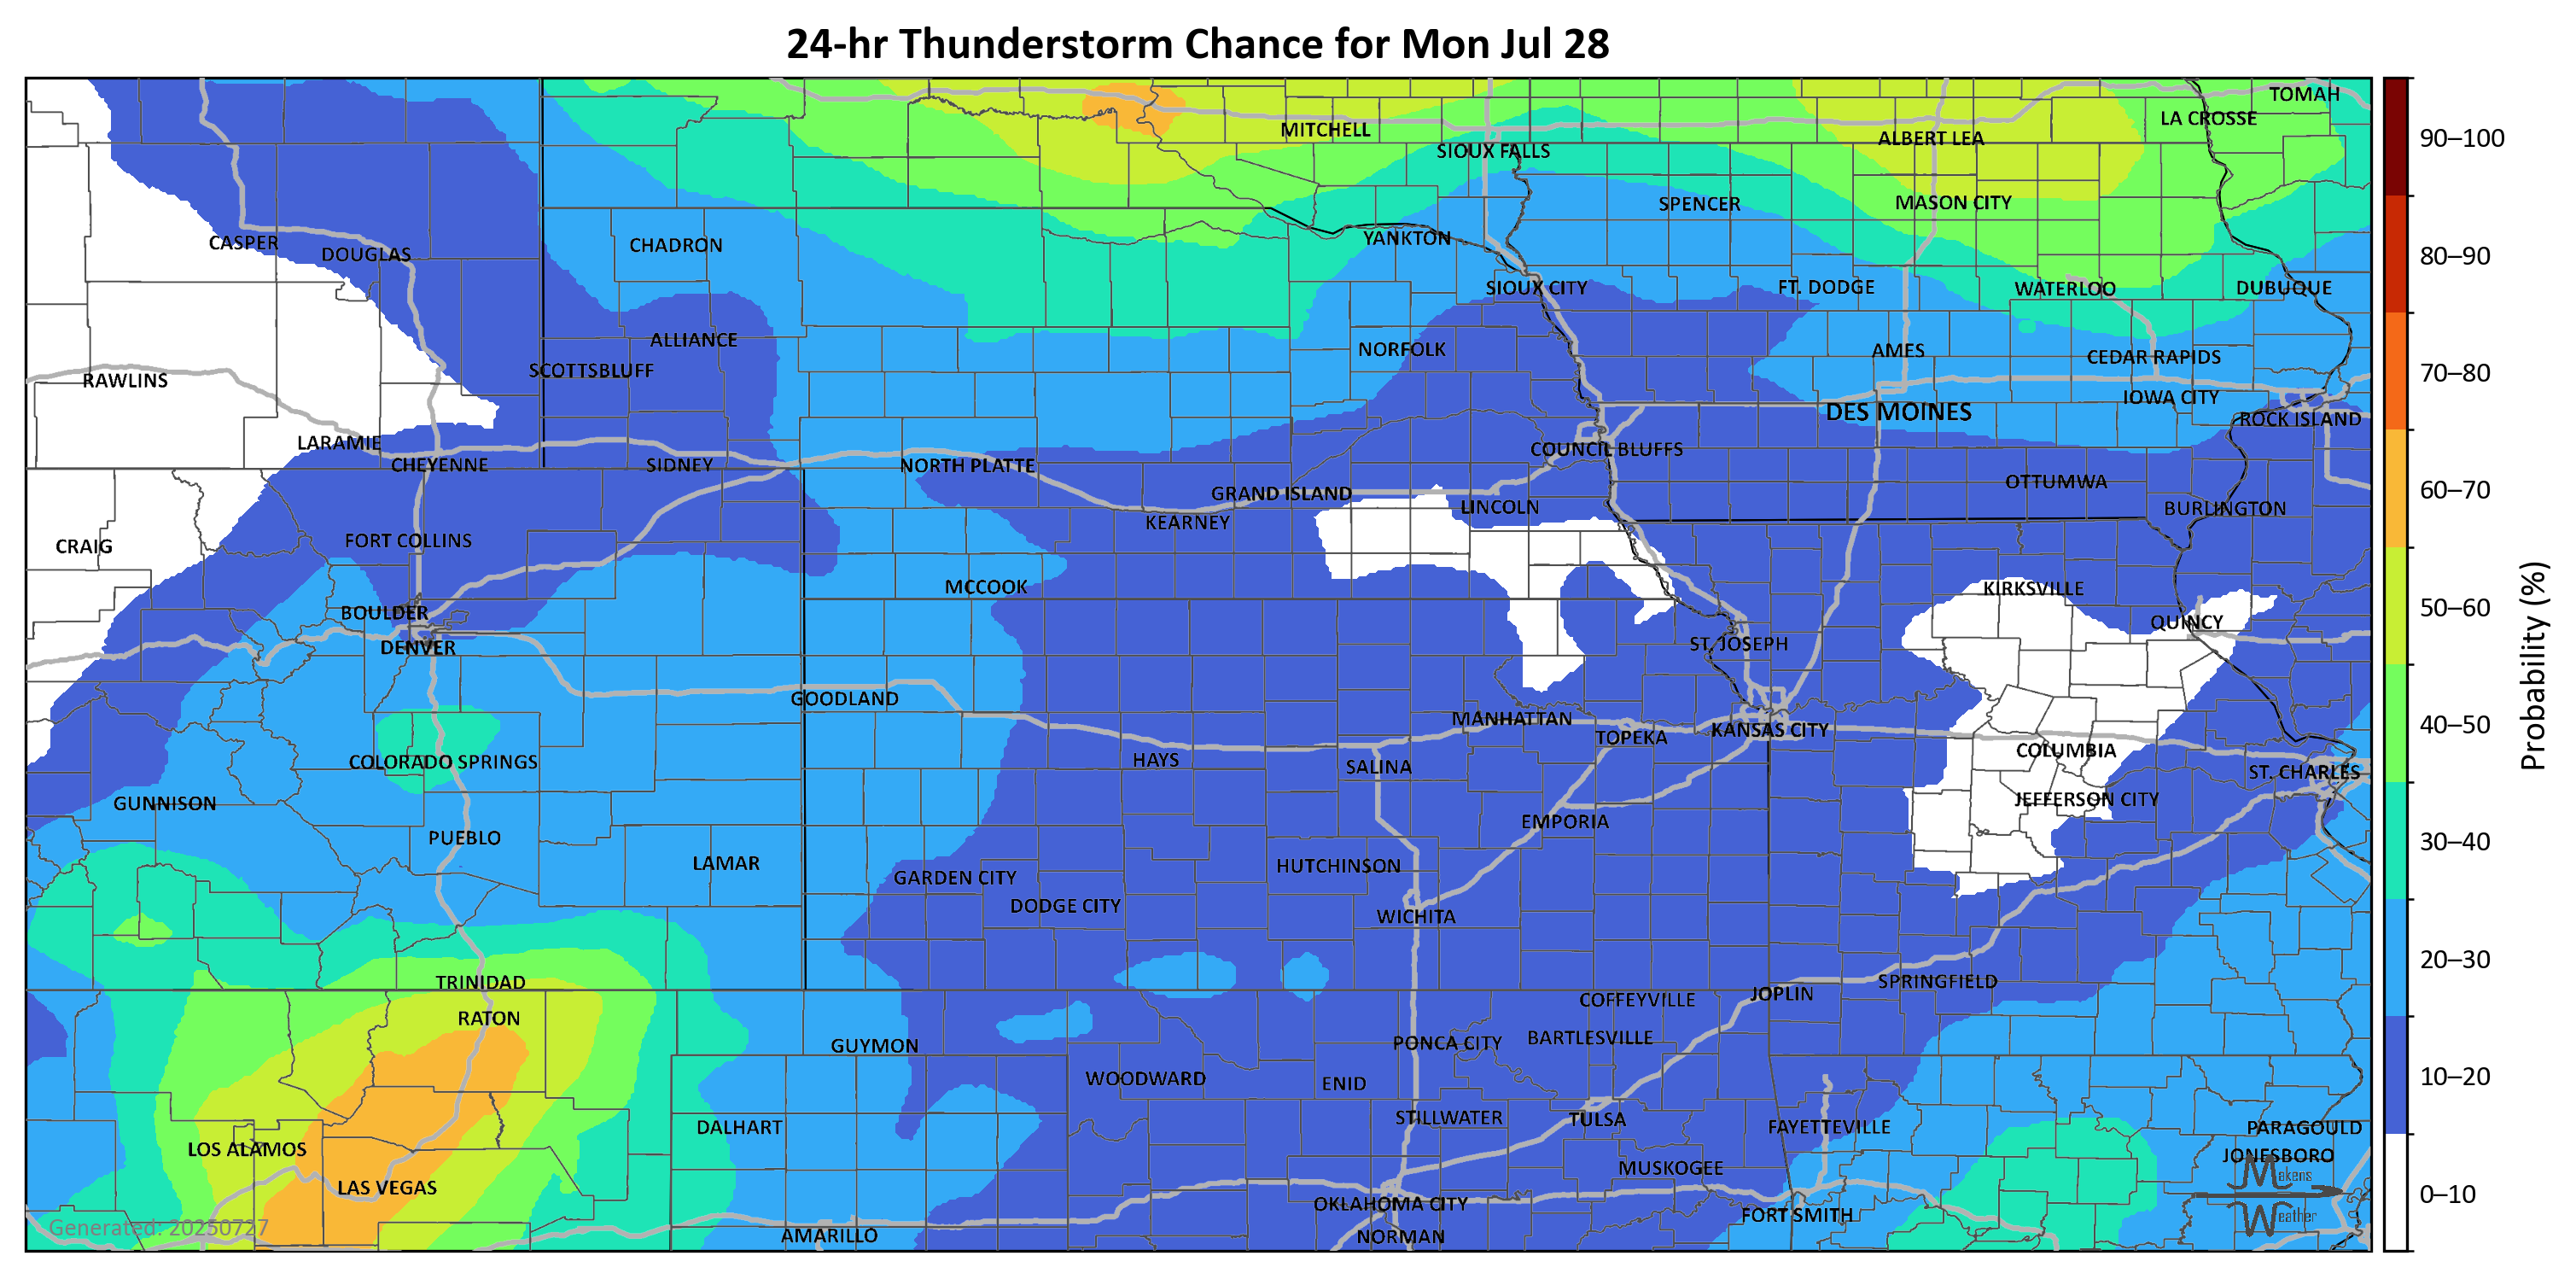 24-hr Thunderstorm Chance for Mon Jul 28
TOMAH
LA CROSSE
MITCHELL
ALBERT LEA
SIOUX FALLS
SPENCER
MASON CITY
CASPER
DOUGLAS
CHADRON
YANKTON
SIOUX CITY
FT. DODGE
WATERLOO
DUBUQUE
ALLIANCE
NORFOLK
AMES
CEDAR RAPIDS
SCOTTSBLUFF
RAWLINS
IOWA CITY
DES MOINES
ROCK ISLAND
LARAMIE
CHEYENNE
SIDNEY
NORTH PLATTE
COUNCIL BLUFFS
GRAND ISLAND
OTTUMWA
LINCOLN
BURLINGTON
KEARNEY
CRAIG
FORT COLLINS
MCCOOK
KIRKSVILLE
BOULDER
QUINCY
DENVER
ST. JOSEPH
GOODLAND
MANHATTAN
TOPEKA
KANSAS CITY
COLORADO SPRINGS
HAYS
SALINA
COLUMBIA
ST. CHARLES
GUNNISON
JEFFERSON CITY
PUEBLO
EMPORIA
LAMAR
GARDEN CITY
HUTCHINSON
DODGE CITY
WICHITA
TRINIDAD
SPRINGFIELD
RATON
COFFEYVILLE
JOPLIN
GUYMON
PONCA CITY
BARTLESVILLE
WOODWARD
ENID
DALHART
STILLWATER
TULSA
FAYETTEVILLE
PARAGOULD
LOS ALAMOS
JONESBORO
LAS VEGAS
MUSKOGEE
OKLAHOMA CITY
FORT SMITH
AMARILLO
NORMAN
Generated: 20250727
Makens
Weather
90–100
80–90
70–80
60–70
50–60
40–50
30–40
20–30
10–20
0–10
Probability (%)